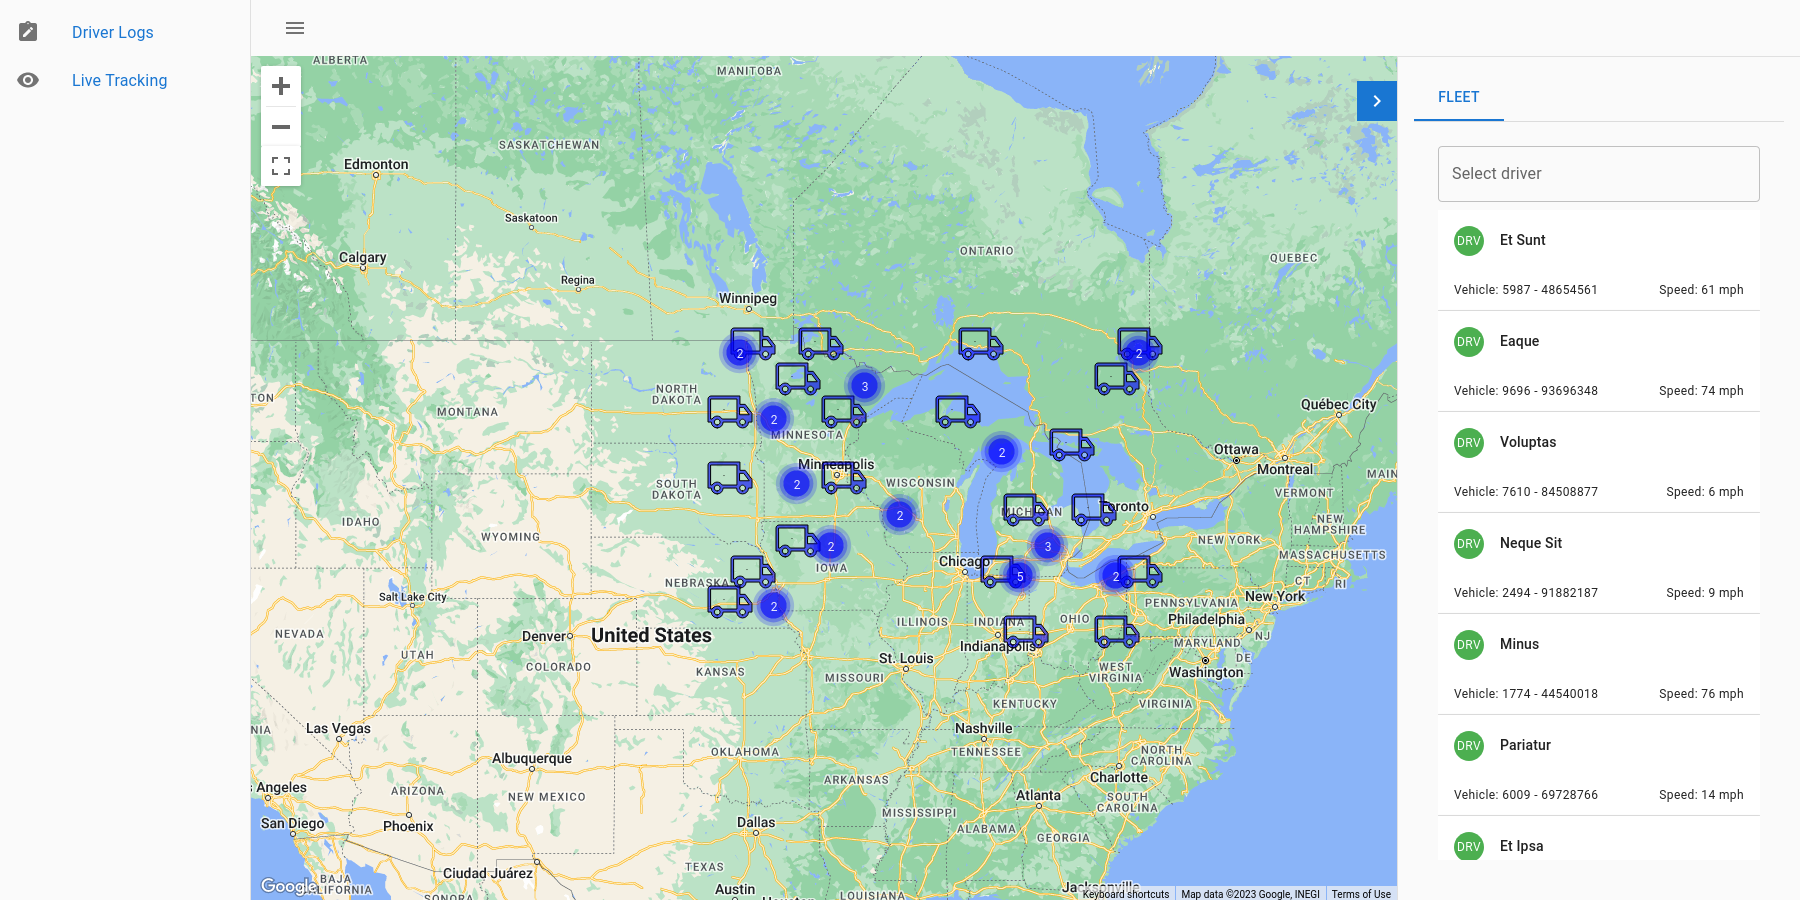 Driver Logs
Live Tracking
ALBERTA
MANITOBA
SASKATCHEWAN
Edmonton
Saskatoon
ONTARIO
QUEBEC
Calgary
Regina
Winnipeg
2
2
3
NORTH
DAKOTA
TON
MONTANA
Québec City
2
MINNESOTA
2
Ottawa
Montreal
MAIN
Minneapolis
2
WISCONSIN
SOUTH
DAKOTA
VERMONT
MICHIGAN
Toronto
2
IDAHO
NEW
HAMPSHIRE
WYOMING
NEW YORK
2
3
MASSACHUSETTS
Chicago
IOWA
5
2
NEBRASKA
CT
RI
Salt Lake City
2
New York
PENNSYLVANIA
ILLINOIS
INDIANA
OHIO
Philadelphia
NEVADA
Denver
United States
NJ
MARYLAND
Indianapolis
UTAH
COLORADO
St. Louis
DE
KANSAS
MISSOURI
WEST
VIRGINIA
Washington
KENTUCKY
VIRGINIA
NIA
Las Vegas
Nashville
Albuquerque
OKLAHOMA
TENNESSEE
NORTH
CAROLINA
Angeles
ARIZONA
NEW MEXICO
ARKANSAS
Charlotte
Atlanta
SOUTH
CAROLINA
San Diego
Phoenix
Dallas
MISSISSIPPI
ALABAMA
GEORGIA
Ciudad Juárez
TEXAS
BAJA
CALIFORNIA
Google
SONORA
Austin
Houston
LOUISIANA
Jacksonville
Keyboard shortcuts
Map data ©2023 Google, INEGI
Terms of Use
FLEET
Select driver
DRV Et Sunt
Vehicle: 5987 - 48654561 Speed: 61 mph
DRV Eaque
Vehicle: 9696 - 93696348 Speed: 74 mph
DRV Voluptas
Vehicle: 7610 - 84508877 Speed: 6 mph
DRV Neque Sit
Vehicle: 2494 - 91882187 Speed: 9 mph
DRV Minus
Vehicle: 1774 - 44540018 Speed: 76 mph
DRV Pariatur
Vehicle: 6009 - 69728766 Speed: 14 mph
DRV Et Ipsa